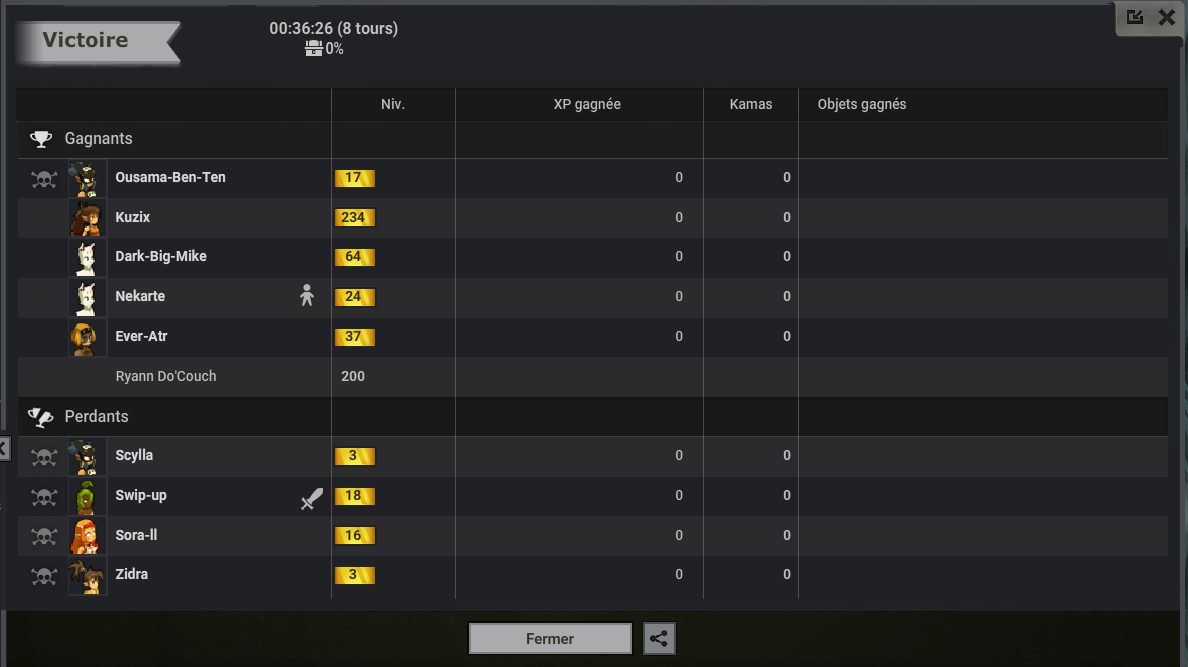 Victoire
00:36:26 (8 tours)
0%
Niv. XP gagnée Kamas Objets gagnés
Gagnants
Ousama-Ben-Ten 17 0 0
Kuzix 234 0 0
Dark-Big-Mike 64 0 0
Nekarte 24 0 0
Ever-Atr 37 0 0
Ryann Do'Couch 200
Perdants
Scylla 3 0 0
Swip-up 18 0 0
Sora-ll 16 0 0
Zidra 3 0 0
Fermer